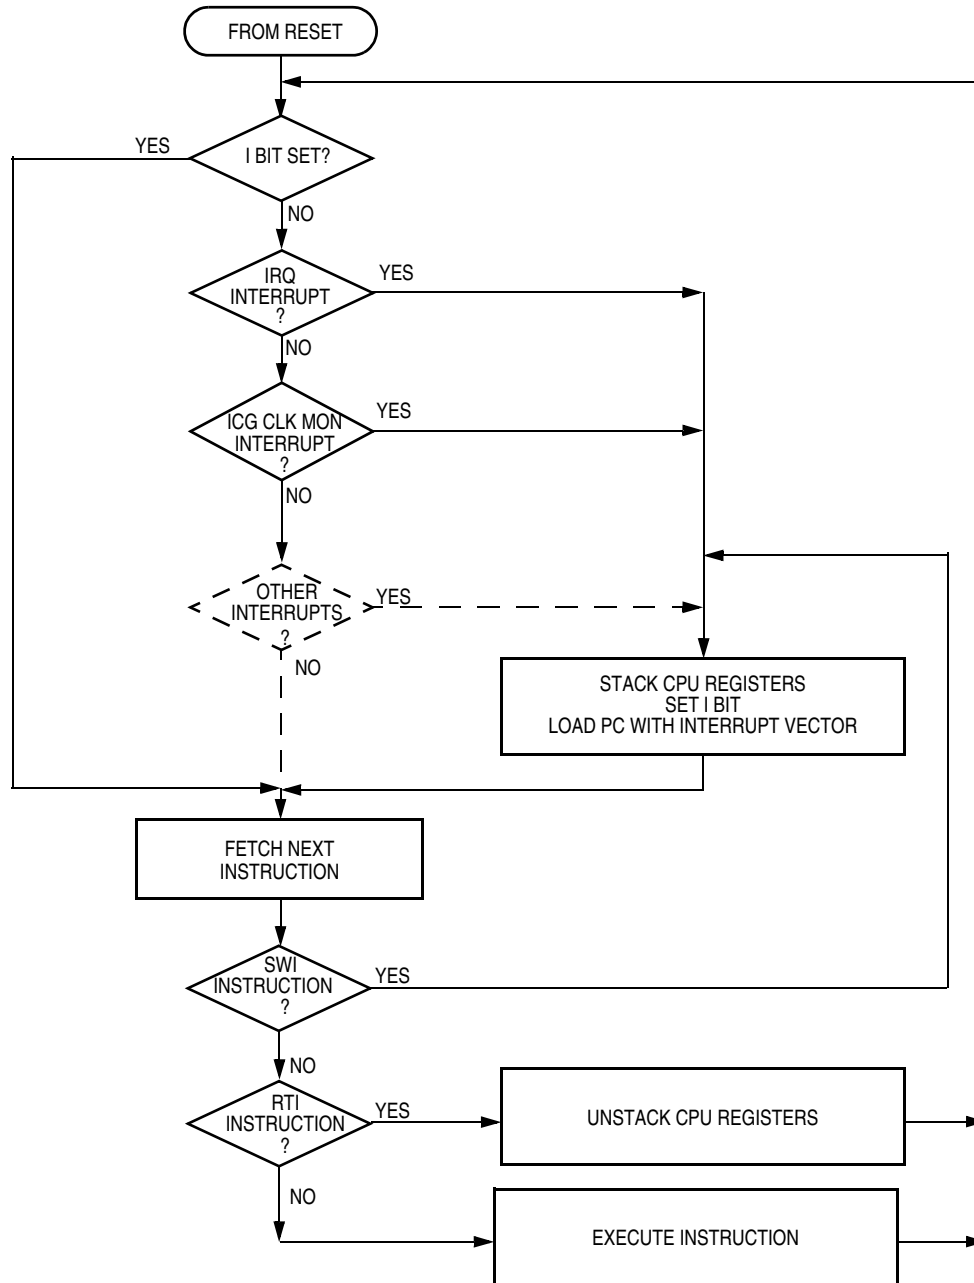 FROM RESET
YES
I BIT SET?
NO
IRQ
INTERRUPT
?
YES
NO
ICG CLK MON
INTERRUPT
?
YES
NO
OTHER
INTERRUPTS
?
YES
NO
STACK CPU REGISTERS
SET I BIT
LOAD PC WITH INTERRUPT VECTOR
FETCH NEXT
INSTRUCTION
SWI
INSTRUCTION
?
YES
NO
RTI
INSTRUCTION
?
YES
UNSTACK CPU REGISTERS
NO
EXECUTE INSTRUCTION